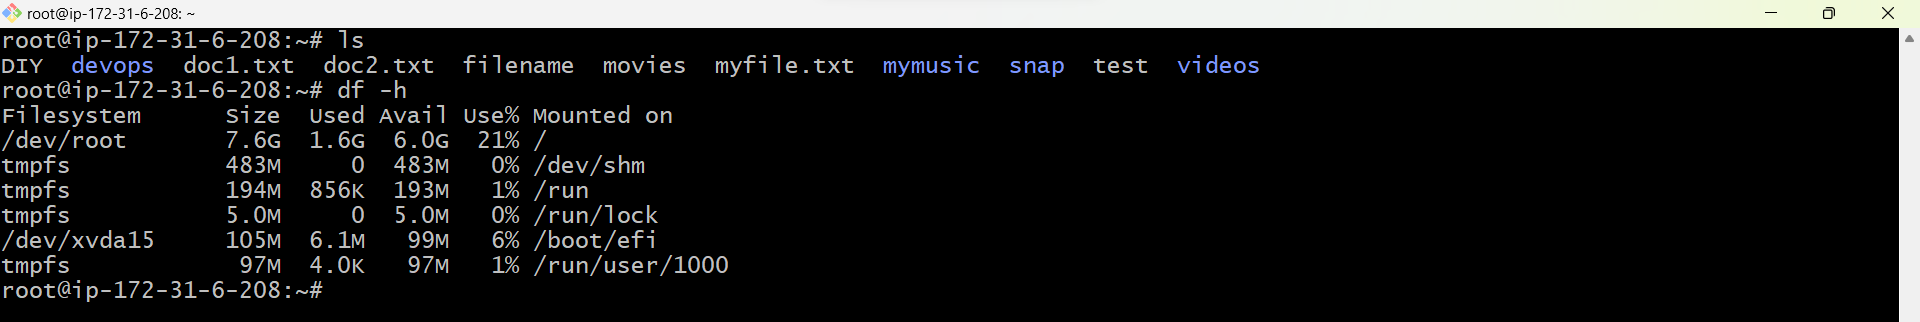 root@ip-172-31-6-208: ~
root@ip-172-31-6-208:~# ls
DIY  devops  doc1.txt  doc2.txt  filename  movies  myfile.txt  mymusic  snap  test  videos
root@ip-172-31-6-208:~# df -h
Filesystem      Size  Used Avail Use% Mounted on
/dev/root       7.6G  1.6G  6.0G  21% /
tmpfs           483M     0  483M   0% /dev/shm
tmpfs           194M  856K  193M   1% /run
tmpfs           5.0M     0  5.0M   0% /run/lock
/dev/xvda15     105M  6.1M   99M   6% /boot/efi
tmpfs            97M  4.0K   97M   1% /run/user/1000
root@ip-172-31-6-208:~#